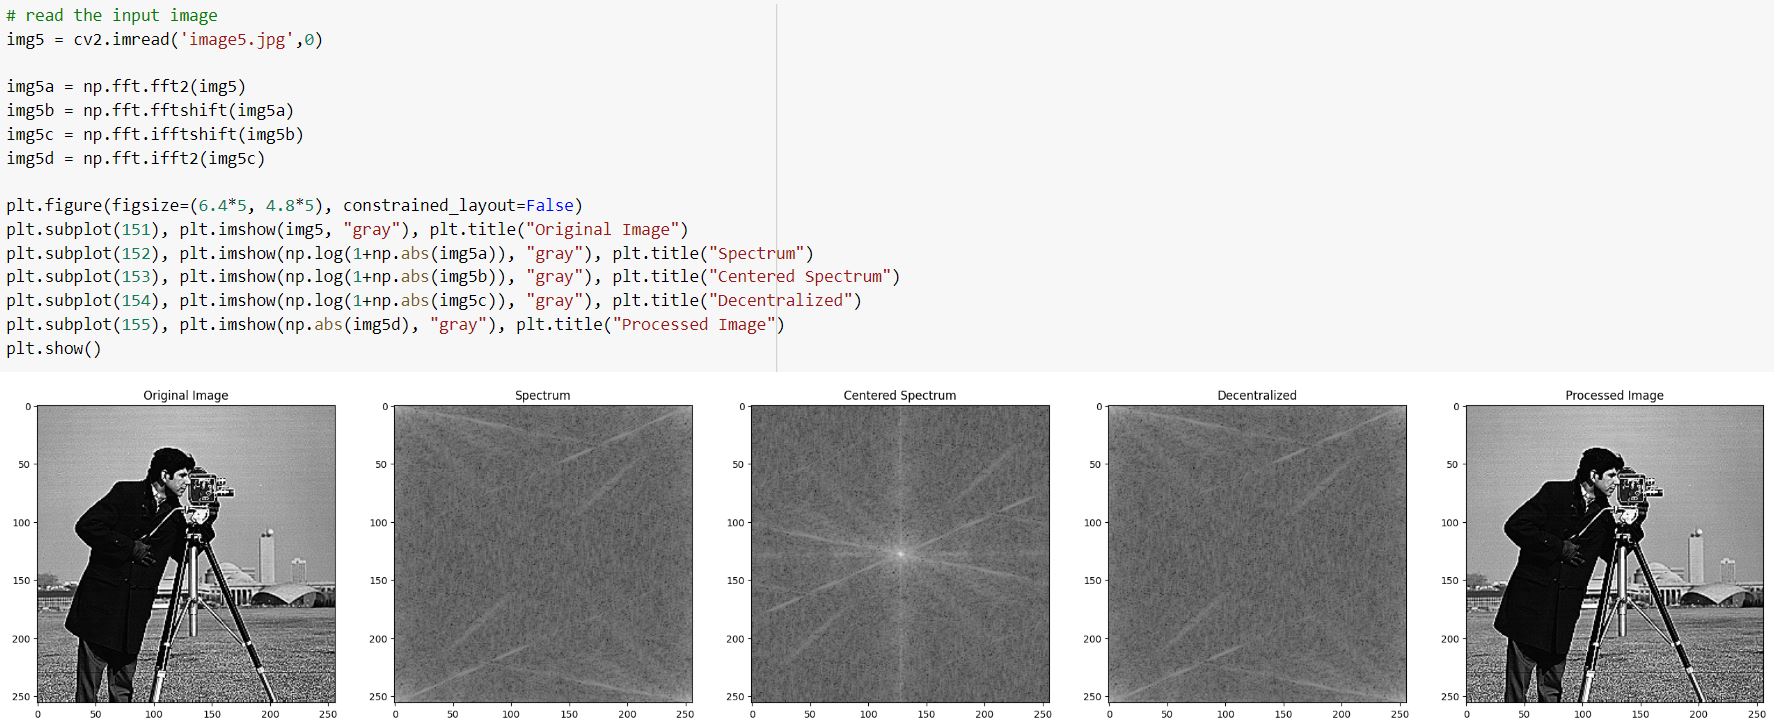 # read the input image
img5 = cv2.imread('image5.jpg',0)
img5a = np.fft.fft2(img5)
img5b = np.fft.fftshift(img5a)
img5c = np.fft.ifftshift(img5b)
img5d = np.fft.ifft2(img5c)
plt.figure(figsize=(6.4*5, 4.8*5), constrained_layout=False)
plt.subplot(151), plt.imshow(img5, "gray"), plt.title("Original Image")
plt.subplot(152), plt.imshow(np.log(1+np.abs(img5a)), "gray"), plt.title("Spectrum")
plt.subplot(153), plt.imshow(np.log(1+np.abs(img5b)), "gray"), plt.title("Centered Spectrum")
plt.subplot(154), plt.imshow(np.log(1+np.abs(img5c)), "gray"), plt.title("Decentralized")
plt.subplot(155), plt.imshow(np.abs(img5d), "gray"), plt.title("Processed Image")
plt.show()
Original Image Spectrum Centered Spectrum Decentralized Processed Image
0 0 0 0 0
50 50 50 50 50
100 100 100 100 100
150 150 150 150 150
200 200 200 200 200
250 250 250 250 250
0 50 100 150 200 250 0 50 100 150 200 250 0 50 100 150 200 250 0 50 100 150 200 250 0 50 100 150 200 250